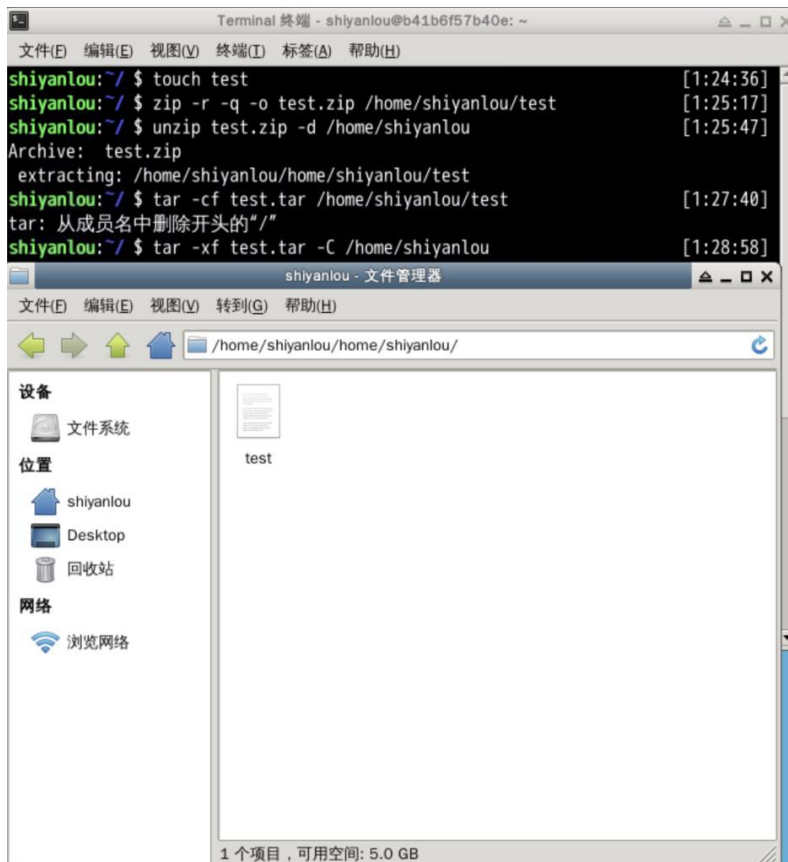 Terminal 终端 - shiyanlou@b41b6f57b40e: ~
文件(F) 编辑(E) 视图(V) 终端(T) 标签(A) 帮助(H)
shiyanlou:~/ $ touch test [1:24:36]
shiyanlou:~/ $ zip -r -q -o test.zip /home/shiyanlou/test [1:25:17]
shiyanlou:~/ $ unzip test.zip -d /home/shiyanlou [1:25:47]
Archive:  test.zip
 extracting: /home/shiyanlou/home/shiyanlou/test
shiyanlou:~/ $ tar -cf test.tar /home/shiyanlou/test [1:27:40]
tar: 从成员名中删除开头的“/”
shiyanlou:~/ $ tar -xf test.tar -C /home/shiyanlou [1:28:58]
shiyanlou - 文件管理器
文件(F) 编辑(E) 视图(V) 转到(G) 帮助(H)
/home/shiyanlou/home/shiyanlou/
设备
文件系统
位置
shiyanlou
Desktop
回收站
网络
浏览网络
test
1 个项目，可用空间: 5.0 GB